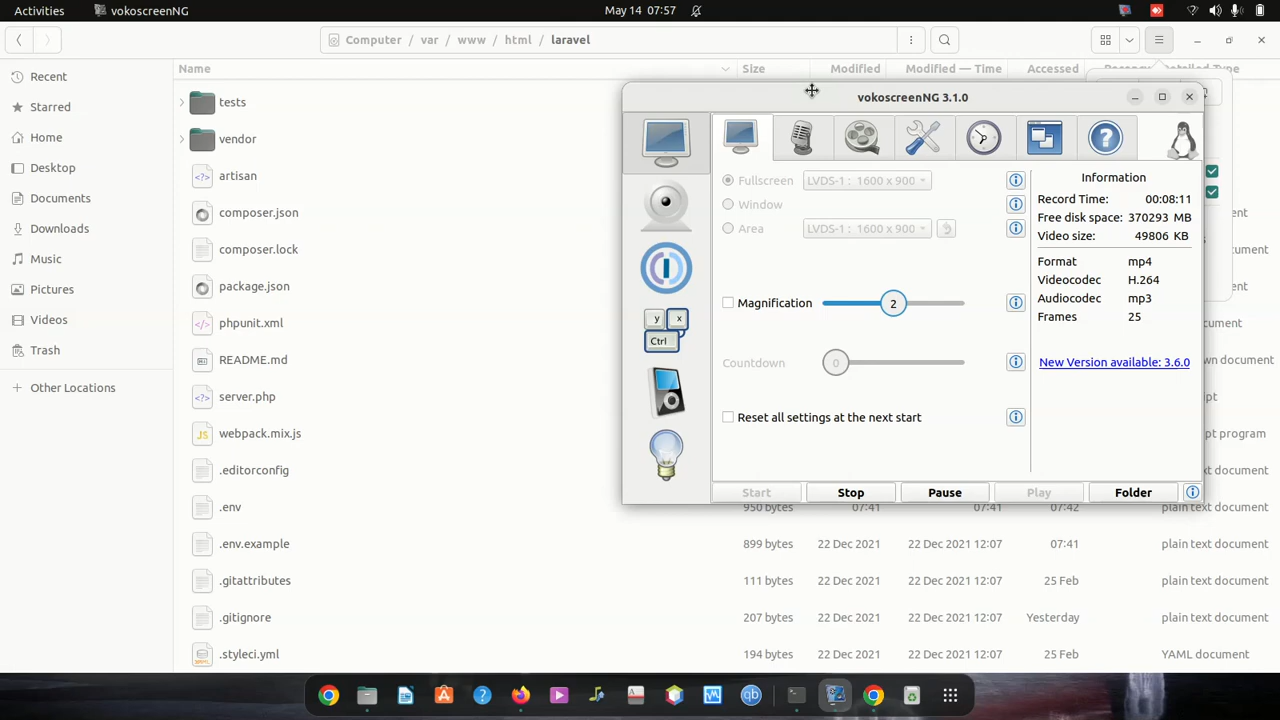 Activities vokoscreenNG May 14 07:57
Computer / var / www / html / laravel
Recent
Starred
Home
Desktop
Documents
Downloads
Music
Pictures
Videos
Trash
Other Locations
Name Size Modified Modified — Time Accessed Detailed Type
tests
vendor
artisan
composer.json
composer.lock
package.json
phpunit.xml
README.md
server.php
webpack.mix.js
.editorconfig
.env 950 bytes 07:41 07:41 07:42 plain text document
.env.example 899 bytes 22 Dec 2021 22 Dec 2021 12:07 07:41 plain text document
.gitattributes 111 bytes 22 Dec 2021 22 Dec 2021 12:07 25 Feb plain text document
.gitignore 207 bytes 22 Dec 2021 22 Dec 2021 12:07 Yesterday plain text document
.styleci.yml 194 bytes 22 Dec 2021 22 Dec 2021 12:07 25 Feb YAML document
vokoscreenNG 3.1.0
Fullscreen LVDS-1 : 1600 x 900
Window
Area LVDS-1 : 1600 x 900
Magnification 2
Countdown 0
Reset all settings at the next start
y x
Ctrl
Information
Record Time: 00:08:11
Free disk space: 370293 MB
Video size: 49806 KB
Format mp4
Videocodec H.264
Audiocodec mp3
Frames 25
New Version available: 3.6.0
Start Stop Pause Play Folder
ument
ument
ument
wn document
ipt
pt program
qb